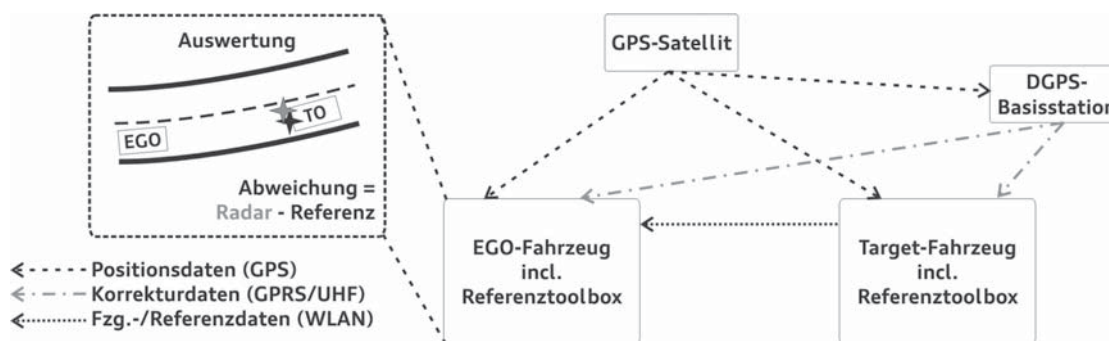 Auswertung
EGO
TO
Abweichung =
Radar - Referenz
GPS-Satellit
DGPS-
Basisstation
EGO-Fahrzeug
incl.
Referenztoolbox
Target-Fahrzeug
incl.
Referenztoolbox
Positionsdaten (GPS)
Korrekturdaten (GPRS/UHF)
Fzg.-/Referenzdaten (WLAN)